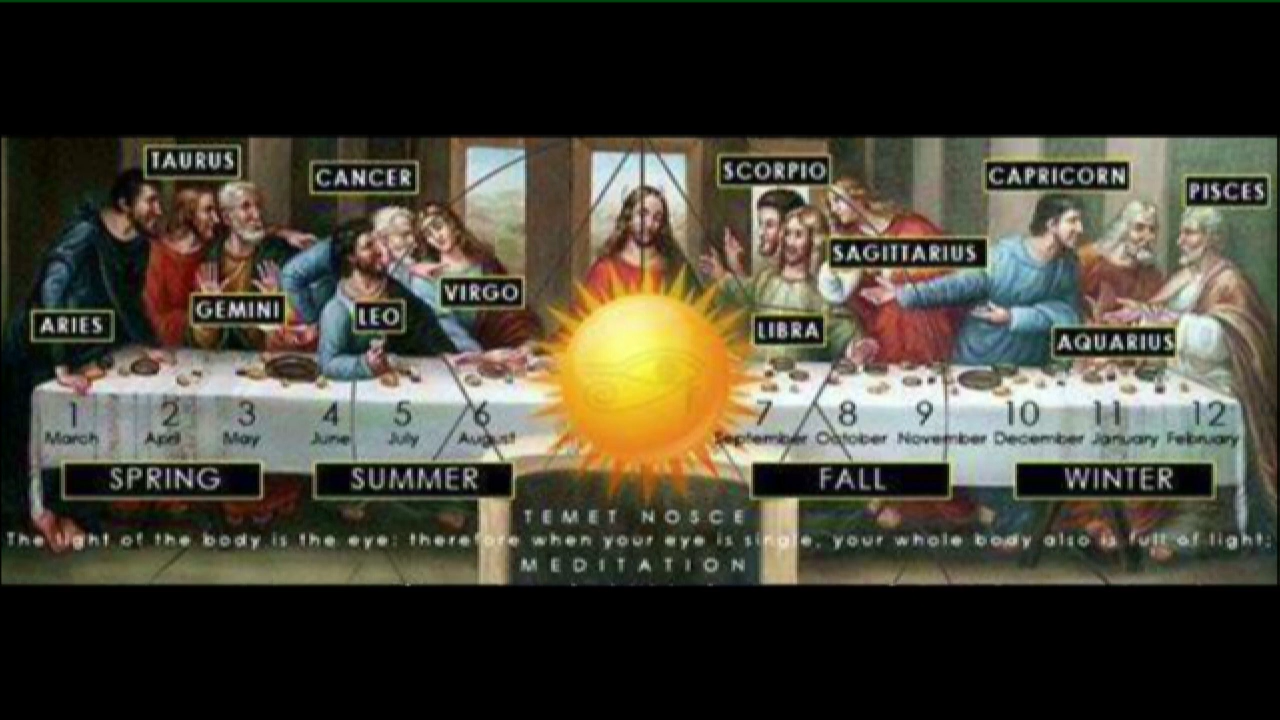 TAURUS
CANCER
SCORPIO
CAPRICORN
PISCES
SAGITTARIUS
ARIES
GEMINI
LEO
VIRGO
LIBRA
AQUARIUS
1 2 3 4 5 6 7 8 9 10 11 12
March April May June July August September October November December January February
SPRING SUMMER FALL WINTER
TEMET NOSCE
The light of the body is the eye: therefore when your eye is single, your whole body also is full of light;
MEDITATION